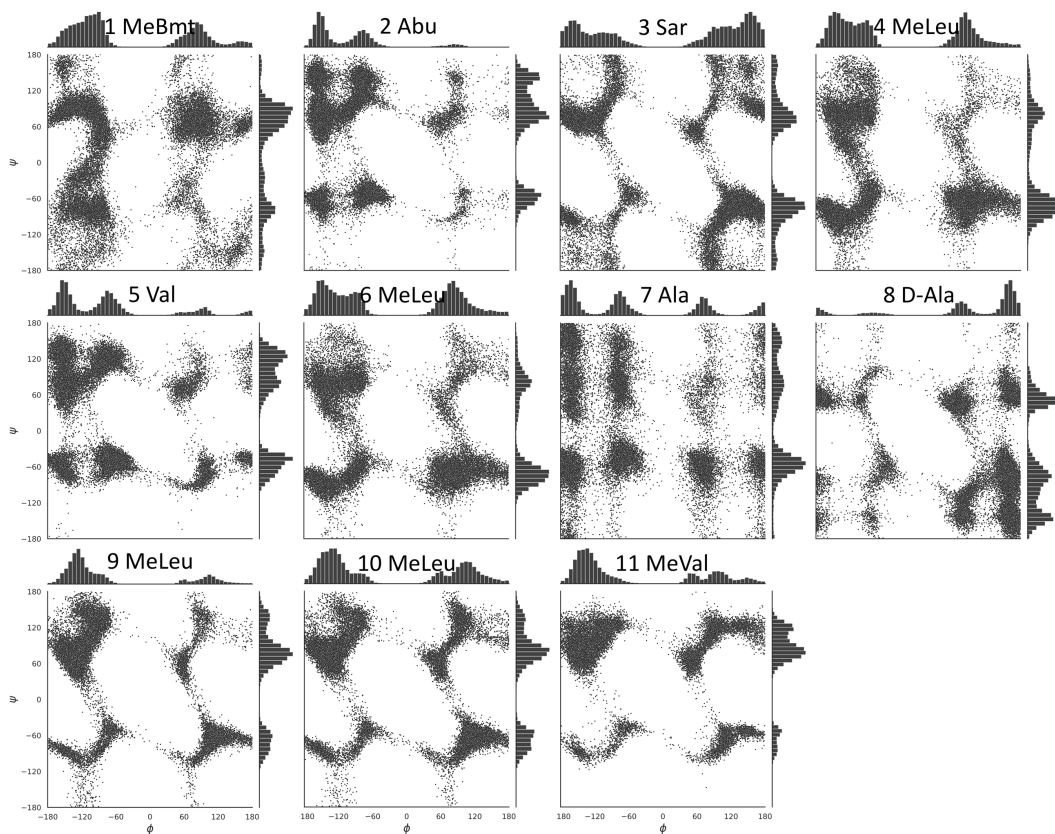 1 MeBmt
2 Abu
3 Sar
4 MeLeu
180
120
60
0
−60
−120
−180
ψ
5 Val
6 MeLeu
7 Ala
8 D-Ala
180
120
60
0
−60
−120
−180
ψ
9 MeLeu
10 MeLeu
11 MeVal
180
120
60
0
−60
−120
−180
ψ
−180 −120 −60 0 60 120 180
−180 −120 −60 0 60 120 180
−180 −120 −60 0 60 120 180
ϕ
ϕ
ϕ